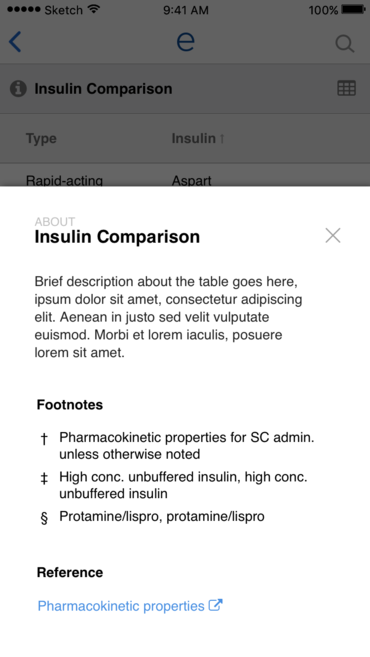 ●●●●● Sketch 9:41 AM 100%
e
Insulin Comparison
Type Insulin ↑
Rapid-acting Aspart
ABOUT
Insulin Comparison
Brief description about the table goes here,
ipsum dolor sit amet, consectetur adipiscing
elit. Aenean in justo sed velit vulputate
euismod. Morbi et lorem iaculis, posuere
lorem sit amet.
Footnotes
† Pharmacokinetic properties for SC admin.
unless otherwise noted
‡ High conc. unbuffered insulin, high conc.
unbuffered insulin
§ Protamine/lispro, protamine/lispro
Reference
Pharmacokinetic properties